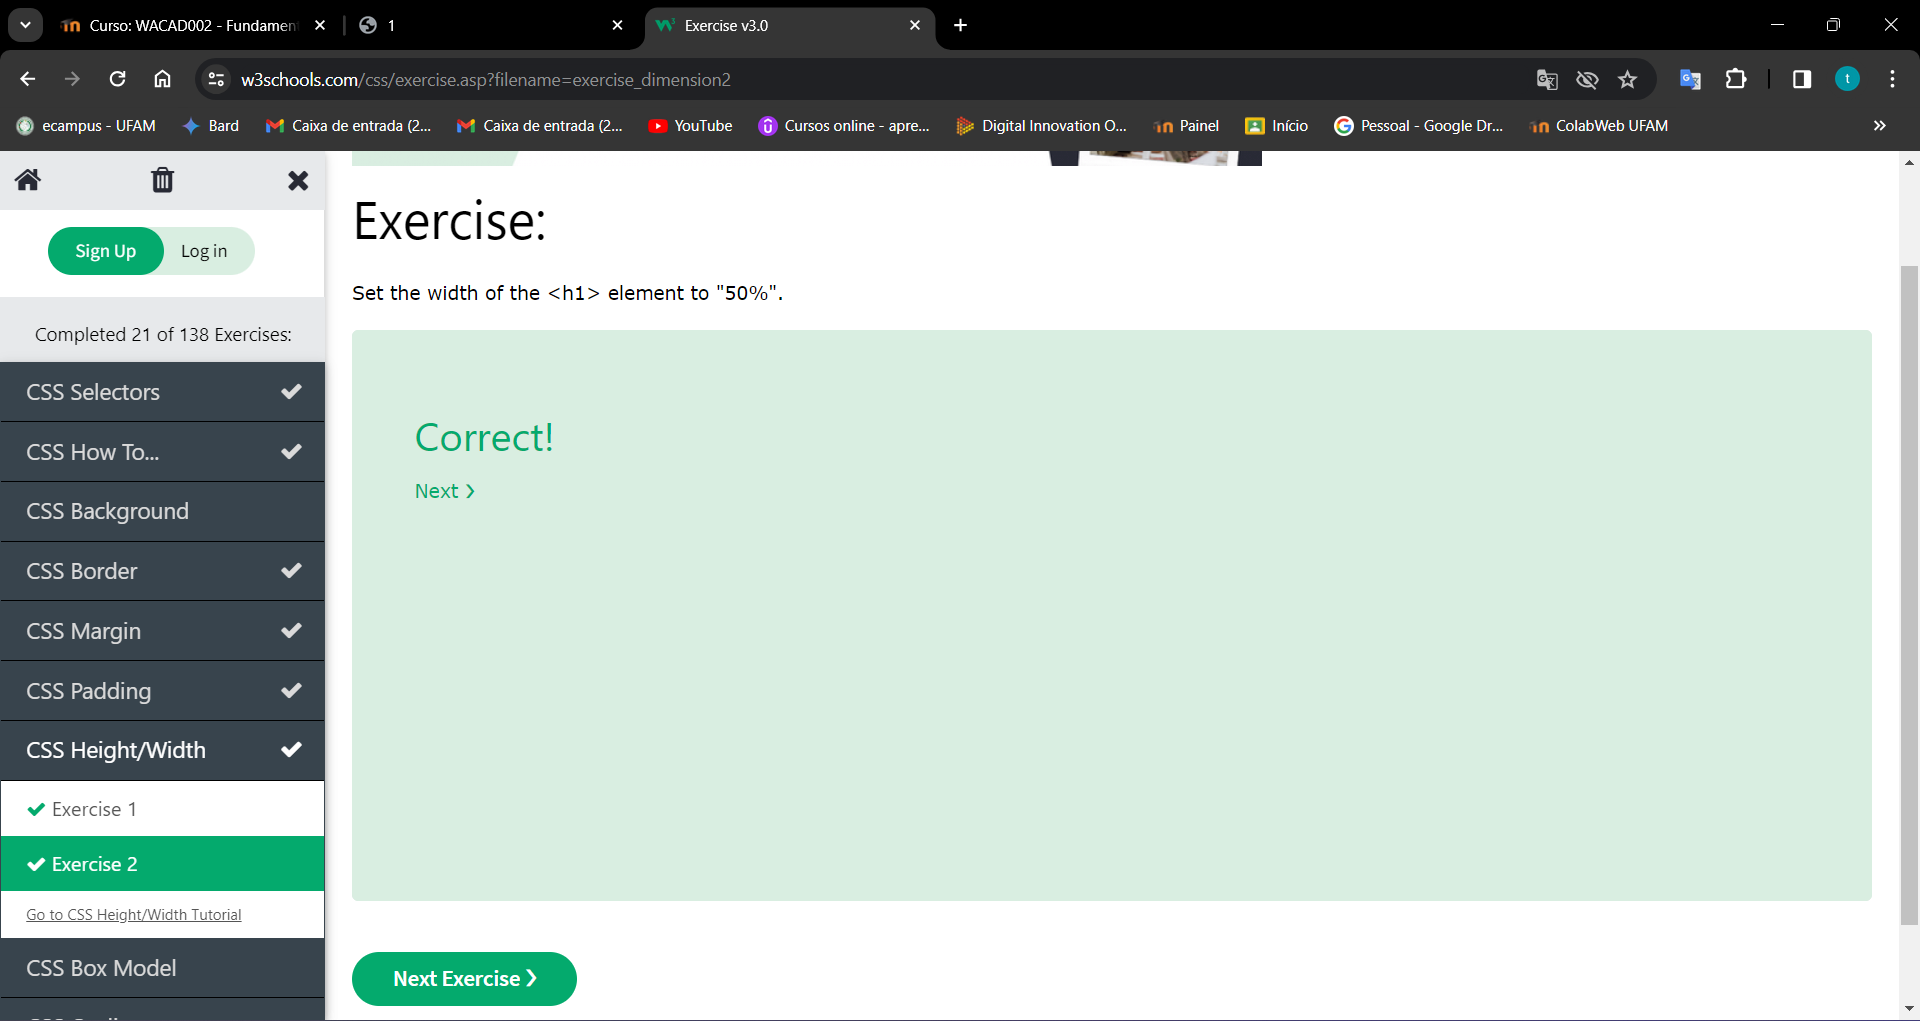 Curso: WACAD002 - Fundamen
1
Exercise v3.0
w3schools.com/css/exercise.asp?filename=exercise_dimension2
t
ecampus - UFAM
Bard
Caixa de entrada (2...
Caixa de entrada (2...
YouTube
Cursos online - apre...
Digital Innovation O...
Painel
Início
Pessoal - Google Dr...
ColabWeb UFAM
Sign Up
Log in
Completed 21 of 138 Exercises:
CSS Selectors
CSS How To...
CSS Background
CSS Border
CSS Margin
CSS Padding
CSS Height/Width
Exercise 1
Exercise 2
Go to CSS Height/Width Tutorial
CSS Box Model
Exercise:
Set the width of the <h1> element to "50%".
Correct!
Next ❯
Next Exercise ❯